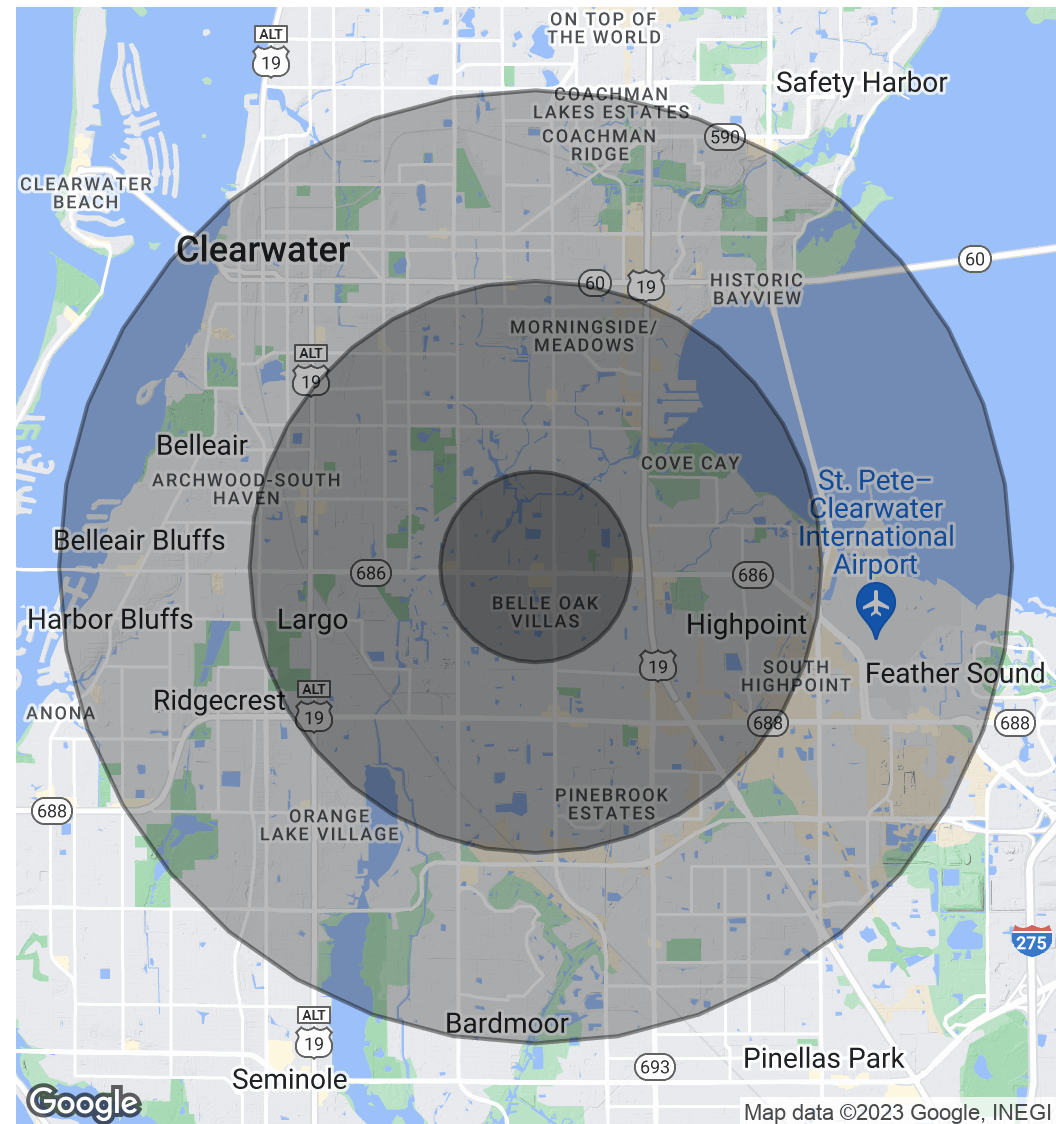 ON TOP OF
THE WORLD
ALT
19
Safety Harbor
COACHMAN
LAKES ESTATES
590
COACHMAN
RIDGE
CLEARWATER
BEACH
Clearwater
60
60
19
HISTORIC
BAYVIEW
MORNINGSIDE/
MEADOWS
ALT
19
Belleair
COVE CAY
ARCHWOOD-SOUTH
HAVEN
St. Pete–
Clearwater
International
Airport
Belleair Bluffs
686
686
BELLE OAK
VILLAS
Harbor Bluffs
Largo
Highpoint
19
SOUTH
HIGHPOINT
Feather Sound
Ridgecrest
ALT
19
ANONA
688
688
688
PINEBROOK
ESTATES
ORANGE
LAKE VILLAGE
275
ALT
19
Bardmoor
693
Pinellas Park
Seminole
Google
Map data ©2023 Google, INEGI